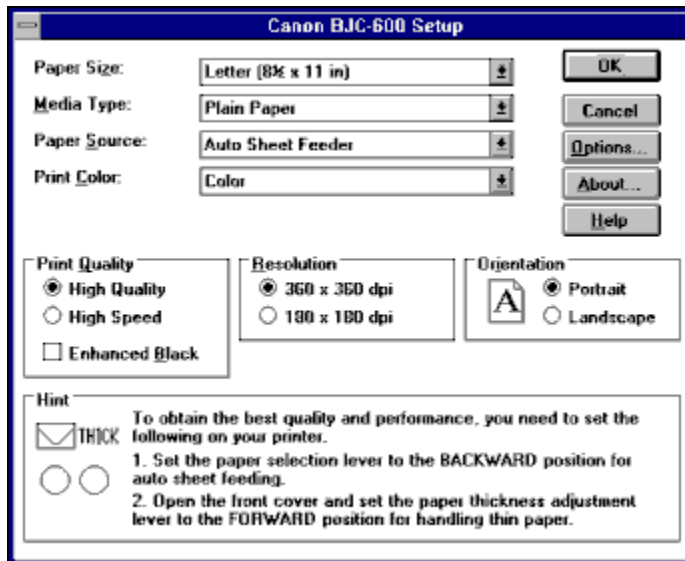 Canon BJC-600 Setup
Paper Size: Letter (8½ x 11 in) OK
Media Type: Plain Paper Cancel
Paper Source: Auto Sheet Feeder Options...
Print Color: Color About...
Help
Print Quality
High Quality
High Speed
Enhanced Black
Resolution
360 x 360 dpi
180 x 180 dpi
Orientation
A
Portrait
Landscape
Hint
THICK
To obtain the best quality and performance, you need to set the
following on your printer.
1. Set the paper selection lever to the BACKWARD position for
auto sheet feeding.
2. Open the front cover and set the paper thickness adjustment
lever to the FORWARD position for handling thin paper.